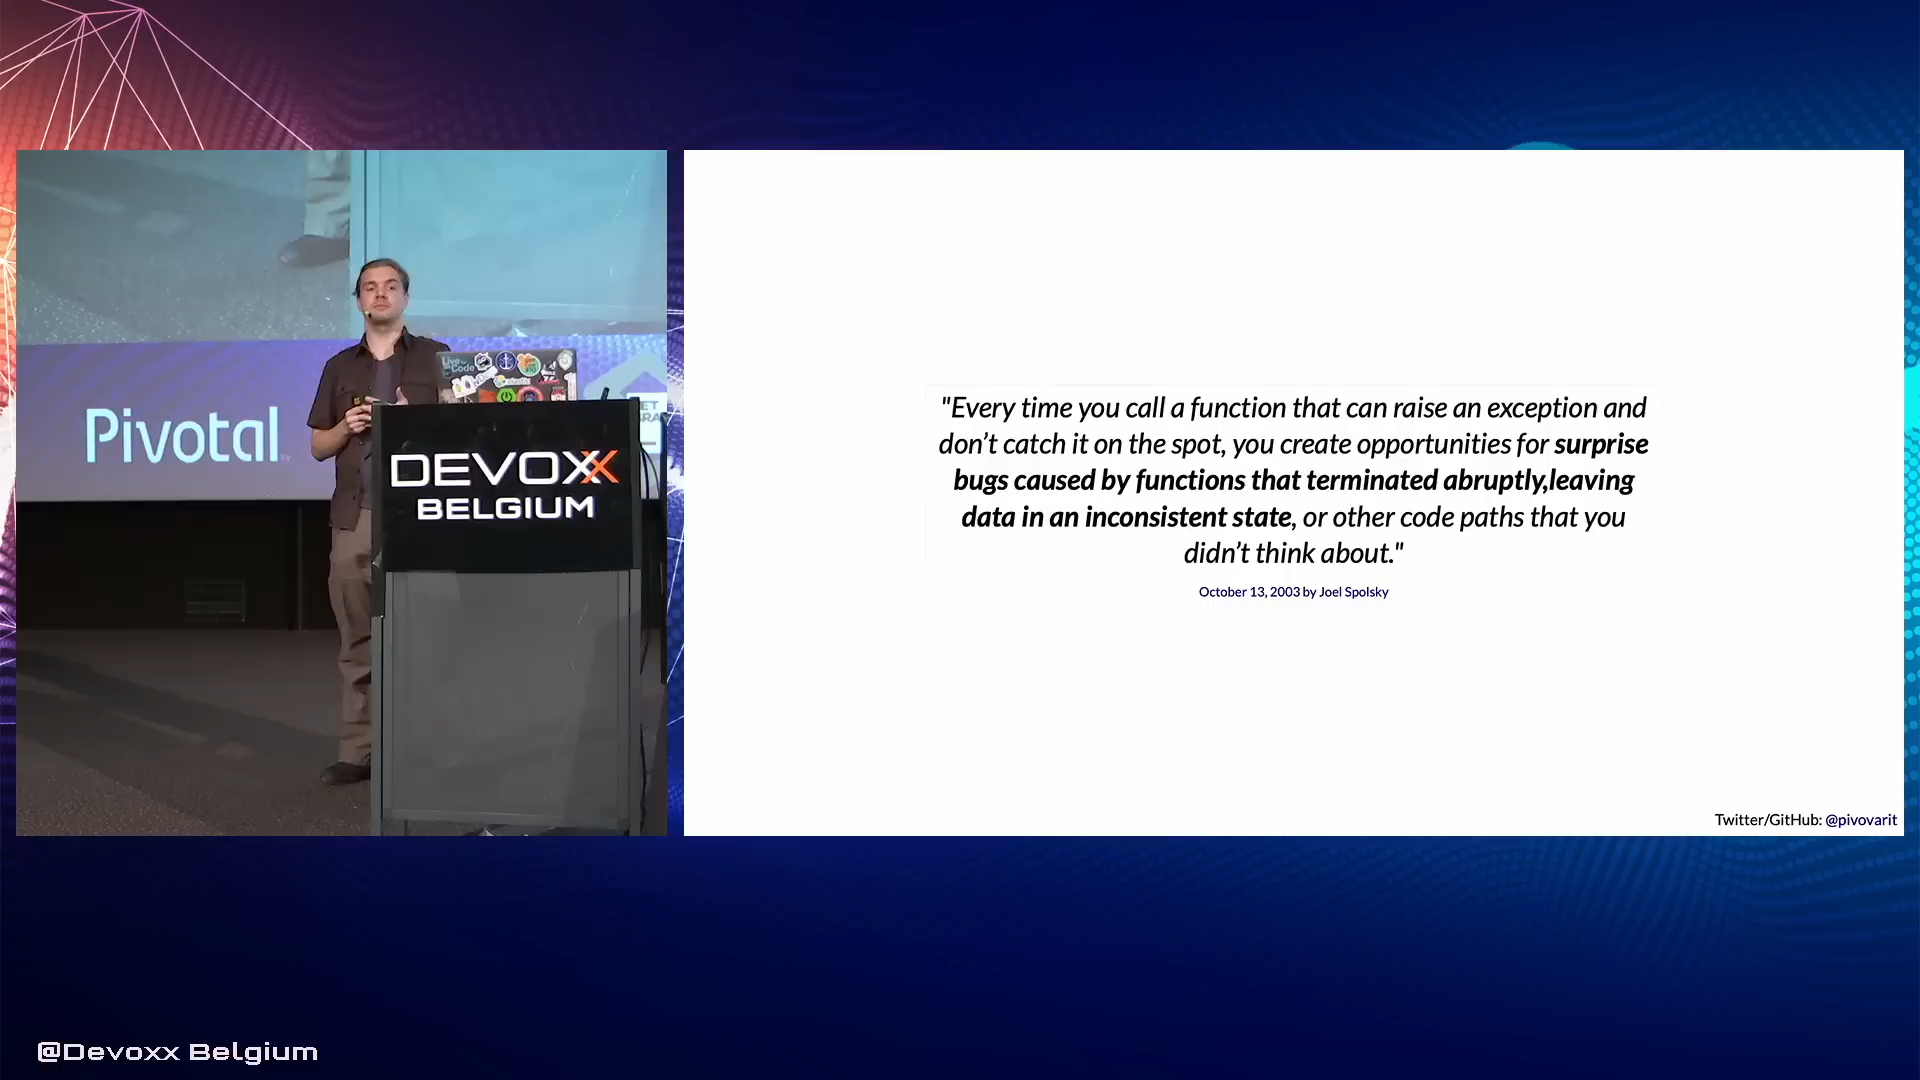 Pivotal
Live
Code
DEVOXX
BELGIUM
"Every time you call a function that can raise an exception and
don't catch it on the spot, you create opportunities for surprise
bugs caused by functions that terminated abruptly,leaving
data in an inconsistent state, or other code paths that you
didn't think about."
October 13, 2003 by Joel Spolsky
Twitter/GitHub: @pivovarit
@Devoxx Belgium